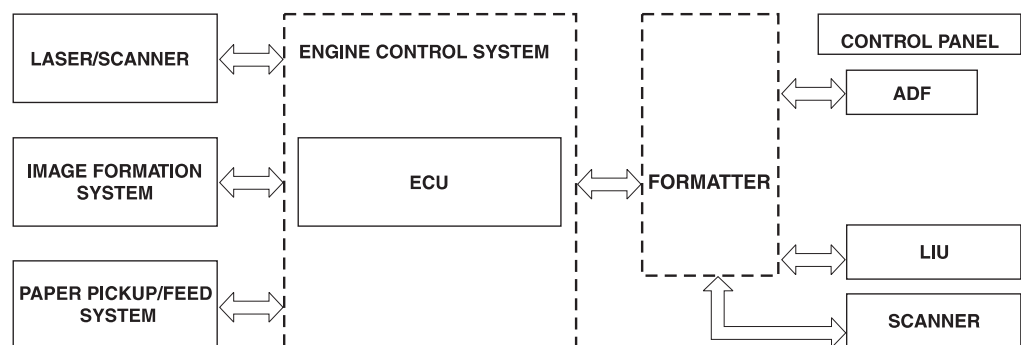 LASER/SCANNER
ENGINE CONTROL SYSTEM
CONTROL PANEL
ADF
IMAGE FORMATION
SYSTEM
ECU
FORMATTER
LIU
PAPER PICKUP/FEED
SYSTEM
SCANNER